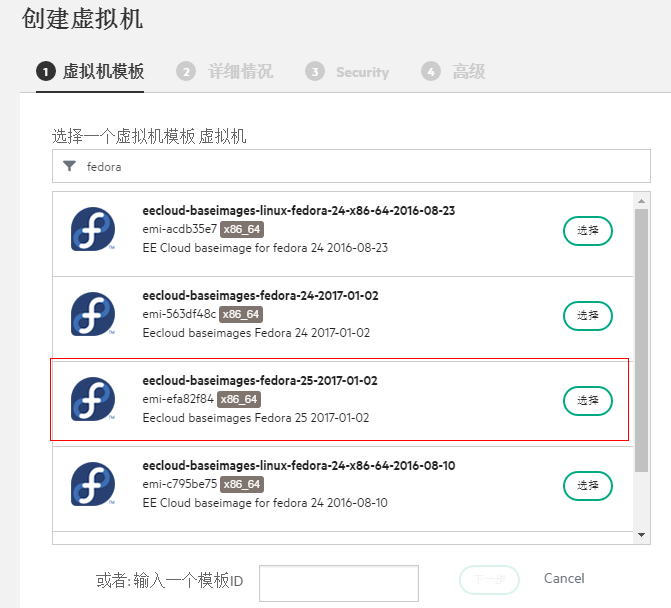 创建虚拟机
1 虚拟机模板 2 详细情况 3 Security 4 高级
选择一个虚拟机模板 虚拟机
fedora
eecloud-baseimages-linux-fedora-24-x86-64-2016-08-23
emi-acdb35e7 x86_64
选择
EE Cloud baseimage for fedora 24 2016-08-23
eecloud-baseimages-fedora-24-2017-01-02
emi-563df48c x86_64
选择
Eecloud baseimages Fedora 24 2017-01-02
eecloud-baseimages-fedora-25-2017-01-02
emi-efa82f84 x86_64
选择
Eecloud baseimages Fedora 25 2017-01-02
eecloud-baseimages-linux-fedora-24-x86-64-2016-08-10
emi-c795be75 x86_64
选择
EE Cloud baseimage for fedora 24 2016-08-10
或者: 输入一个模板ID 下一步 Cancel